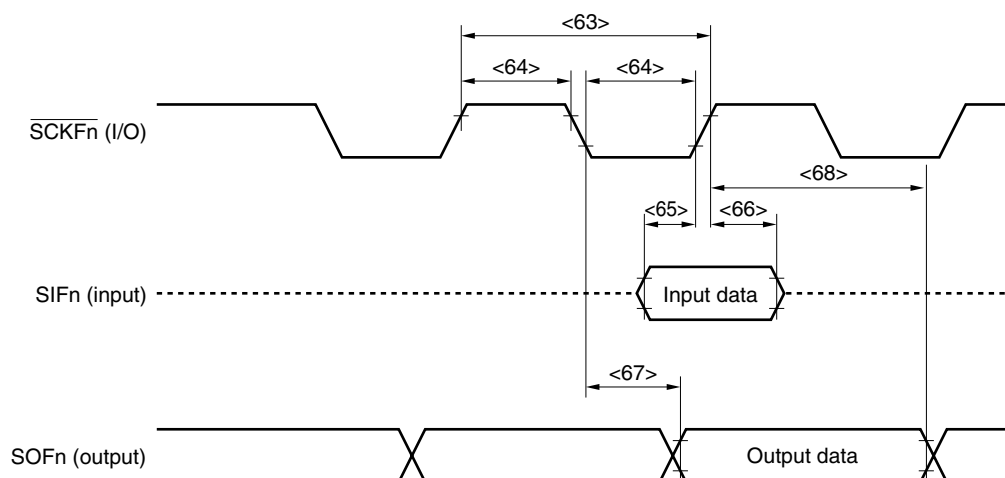 <63>
<64> <64>
SCKFn (I/O)
<68>
<65> <66>
SIFn (input) Input data
<67>
SOFn (output) Output data